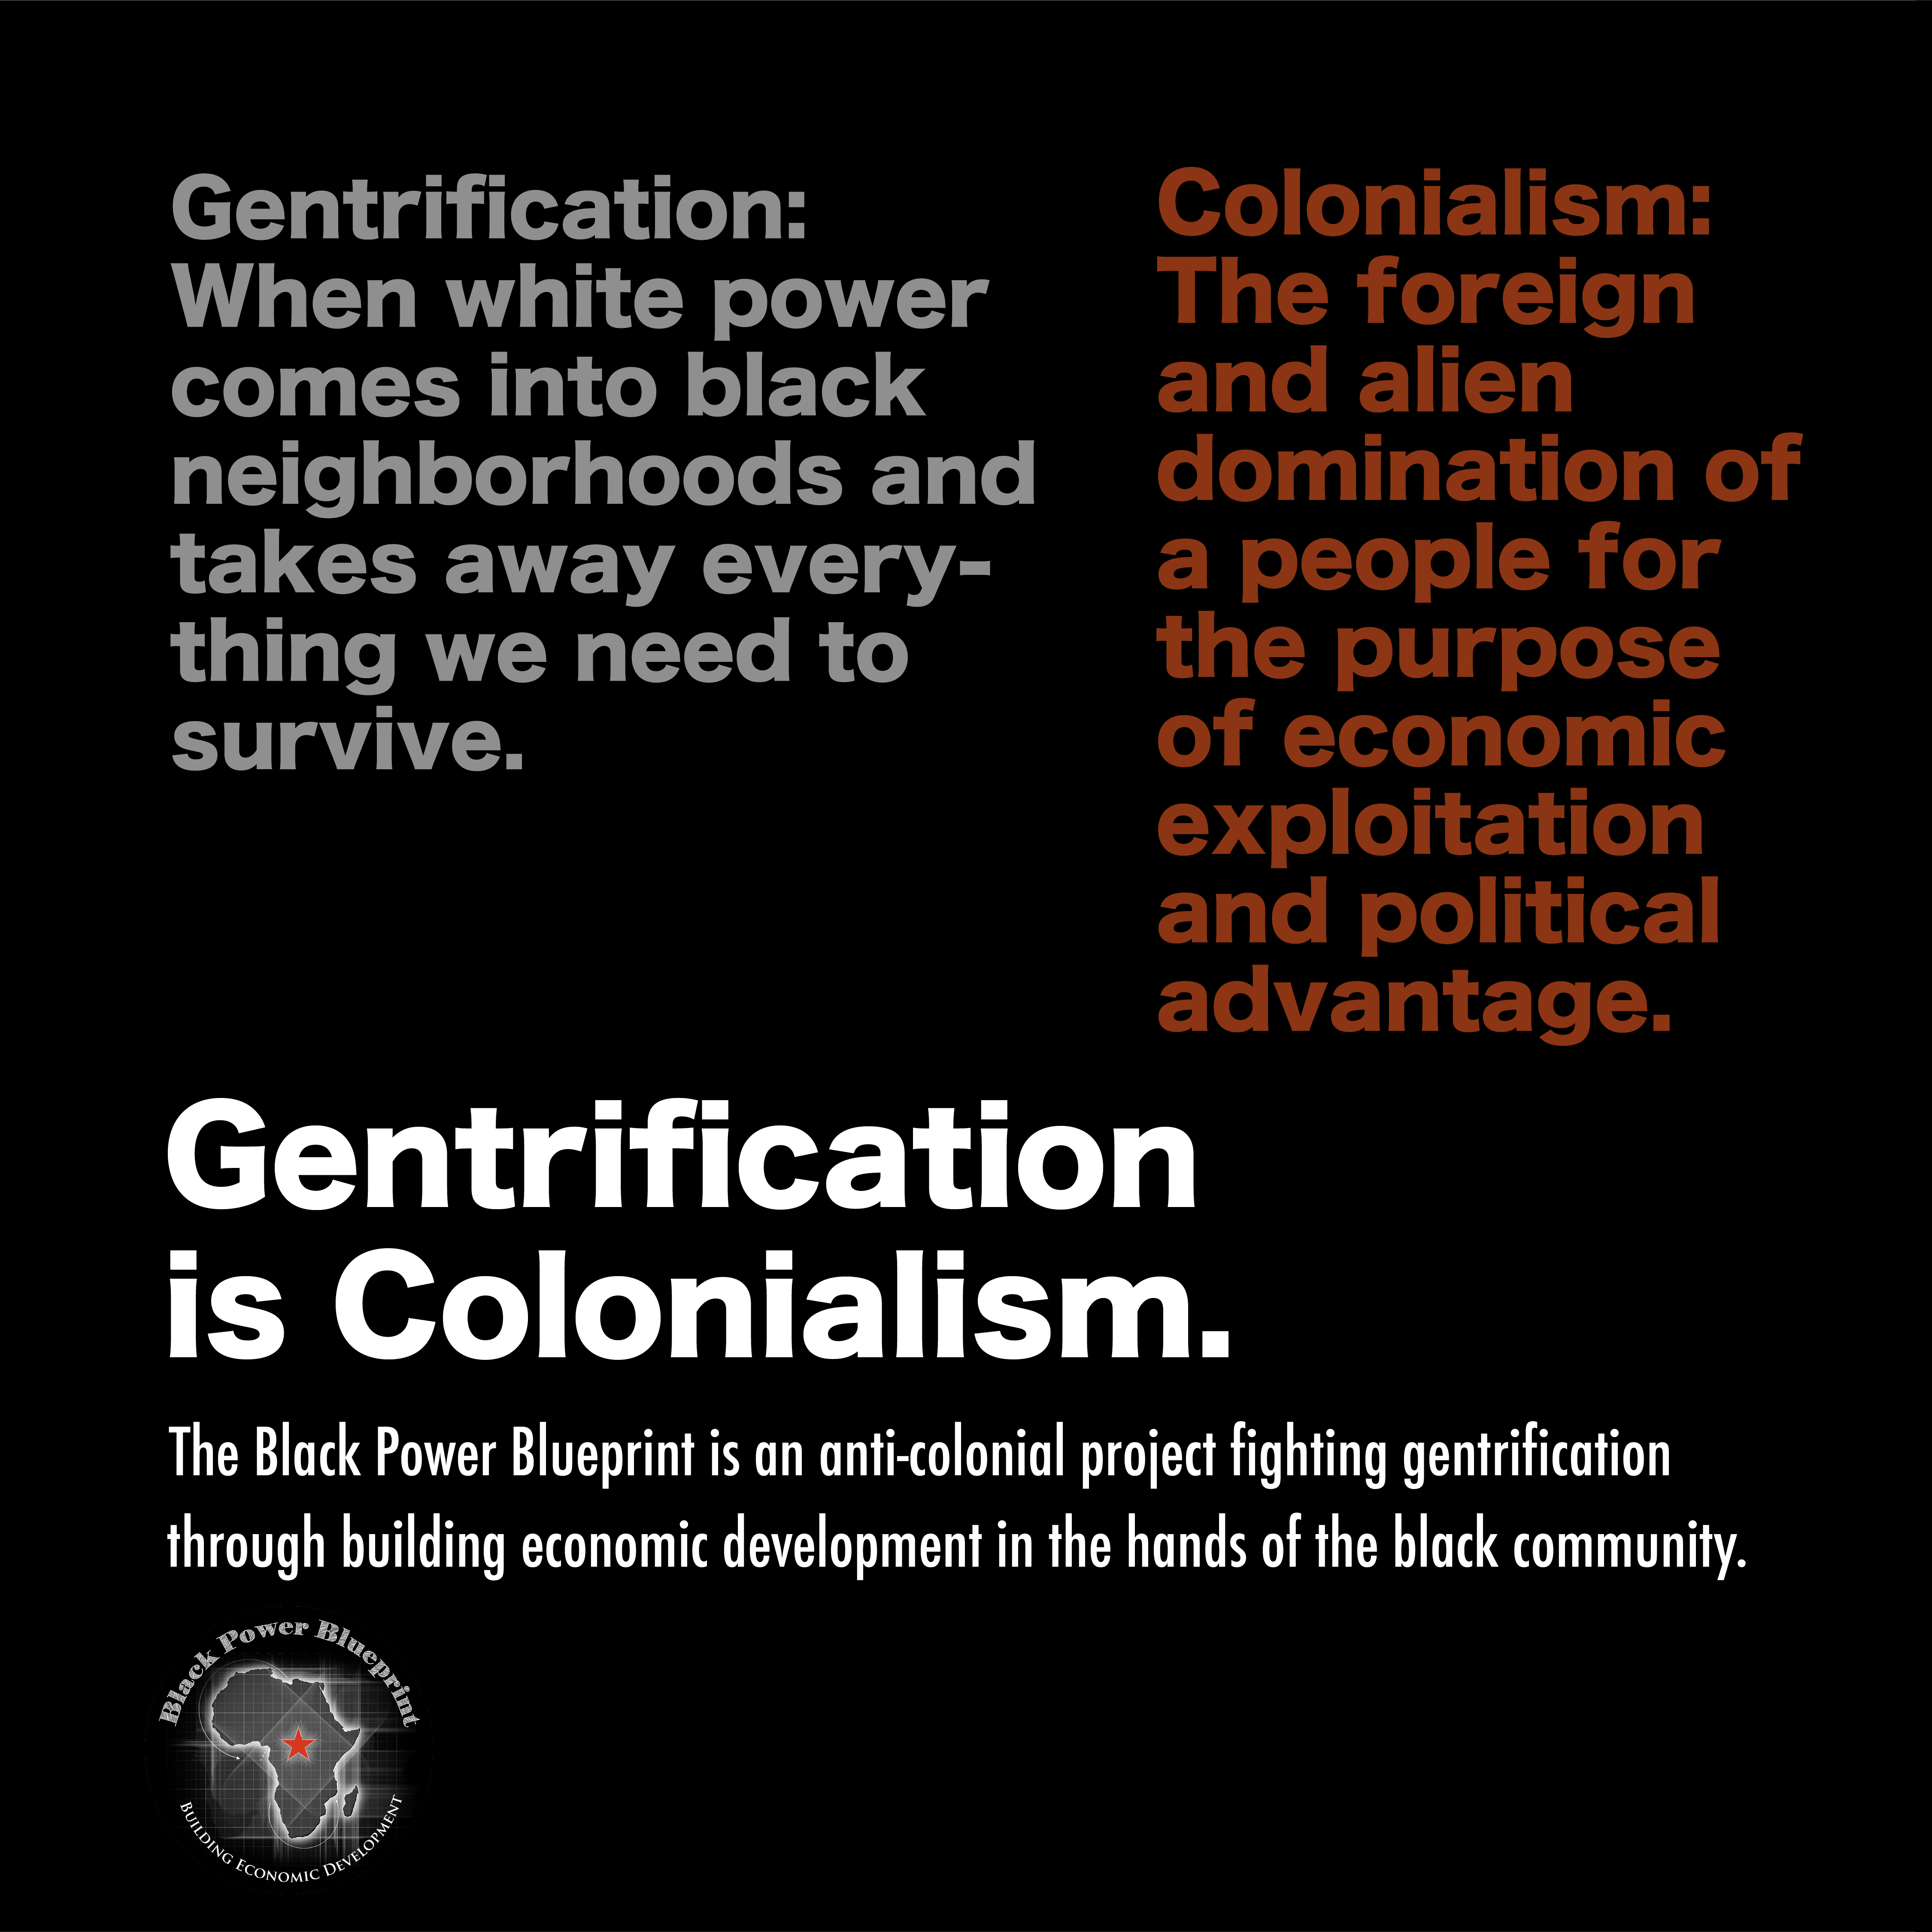 Gentrification:
When white power
comes into black
neighborhoods and
takes away every-
thing we need to
survive.
Colonialism:
The foreign
and alien
domination of
a people for
the purpose
of economic
exploitation
and political
advantage.
Gentrification
is Colonialism.
The Black Power Blueprint is an anti-colonial project fighting gentrification
through building economic development in the hands of the black community.
Black Power Blueprint
Building Economic Development